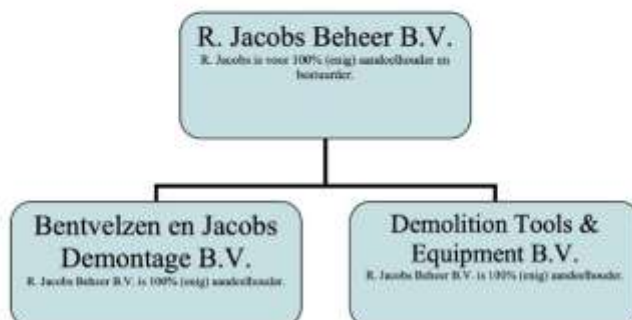 R. Jacobs Beheer B.V.
R. Jacobs is voor 100% (enig) aandeelhouder en
bestuurder.
Bentvelzen en Jacobs
Demontage B.V.
R. Jacobs Beheer B.V. is 100% (enig) aandeelhouder.
Demolition Tools &
Equipment B.V.
R. Jacobs Beheer B.V. is 100% (enig) aandeelhouder.